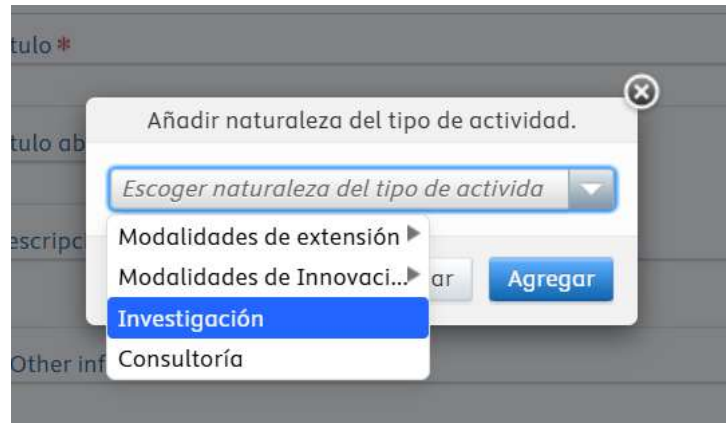 tulo *
Añadir naturaleza del tipo de actividad.
tulo ab
Escoger naturaleza del tipo de activida
escripc
Modalidades de extensión
Modalidades de Innovaci...
ar Agregar
Investigación
Other inf
Consultoría